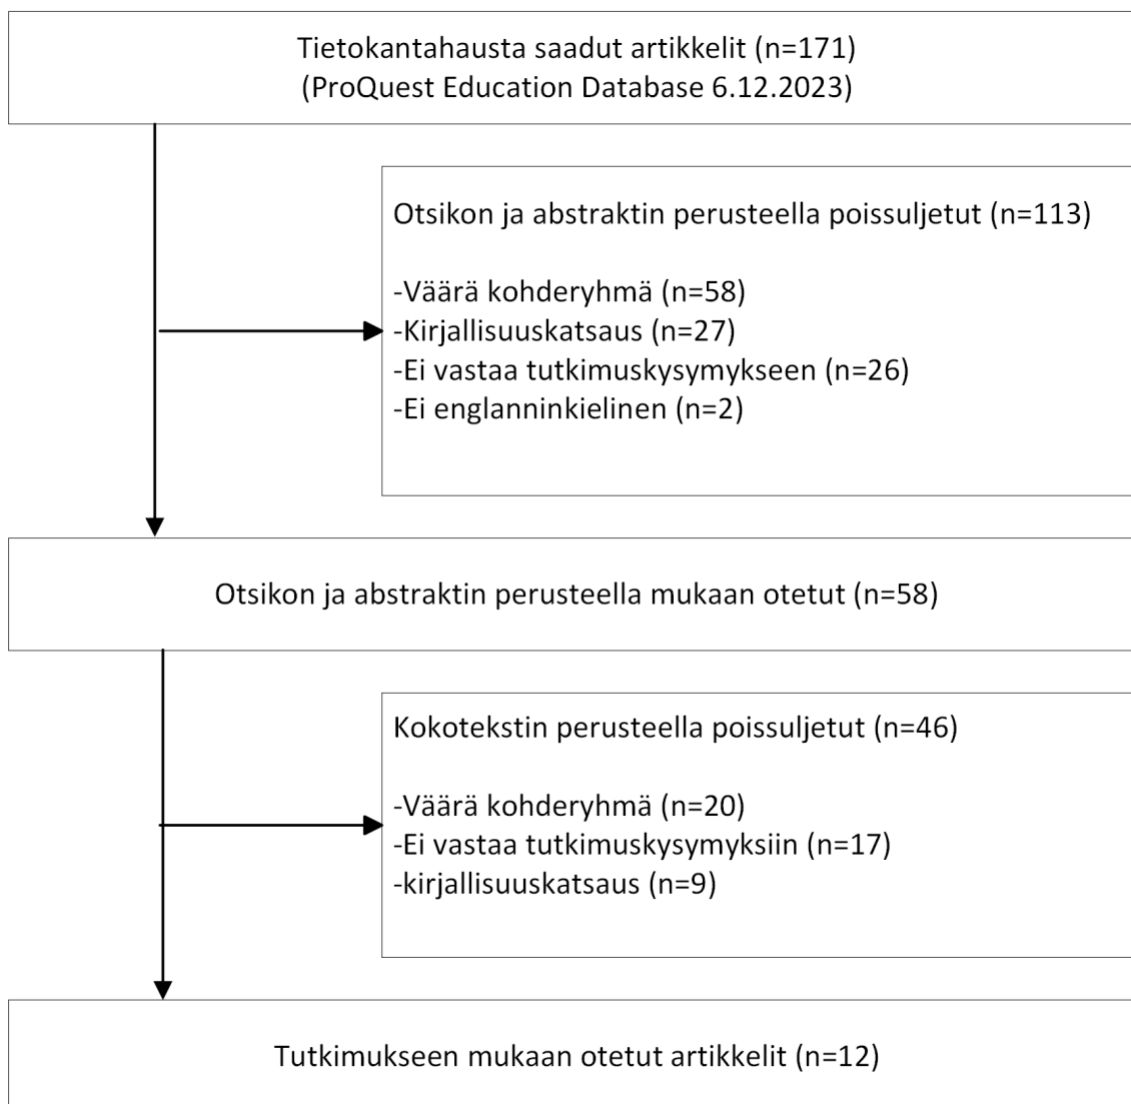 Tietokantahausta saadut artikkelit (n=171)
(ProQuest Education Database 6.12.2023)
Otsikon ja abstraktin perusteella poissuljetut (n=113)
-Väärä kohderyhmä (n=58)
-Kirjallisuuskatsaus (n=27)
-Ei vastaa tutkimuskysymykseen (n=26)
-Ei englanninkielinen (n=2)
Otsikon ja abstraktin perusteella mukaan otetut (n=58)
Kokotekstin perusteella poissuljetut (n=46)
-Väärä kohderyhmä (n=20)
-Ei vastaa tutkimuskysymyksiin (n=17)
-kirjallisuuskatsaus (n=9)
Tutkimukseen mukaan otetut artikkelit (n=12)